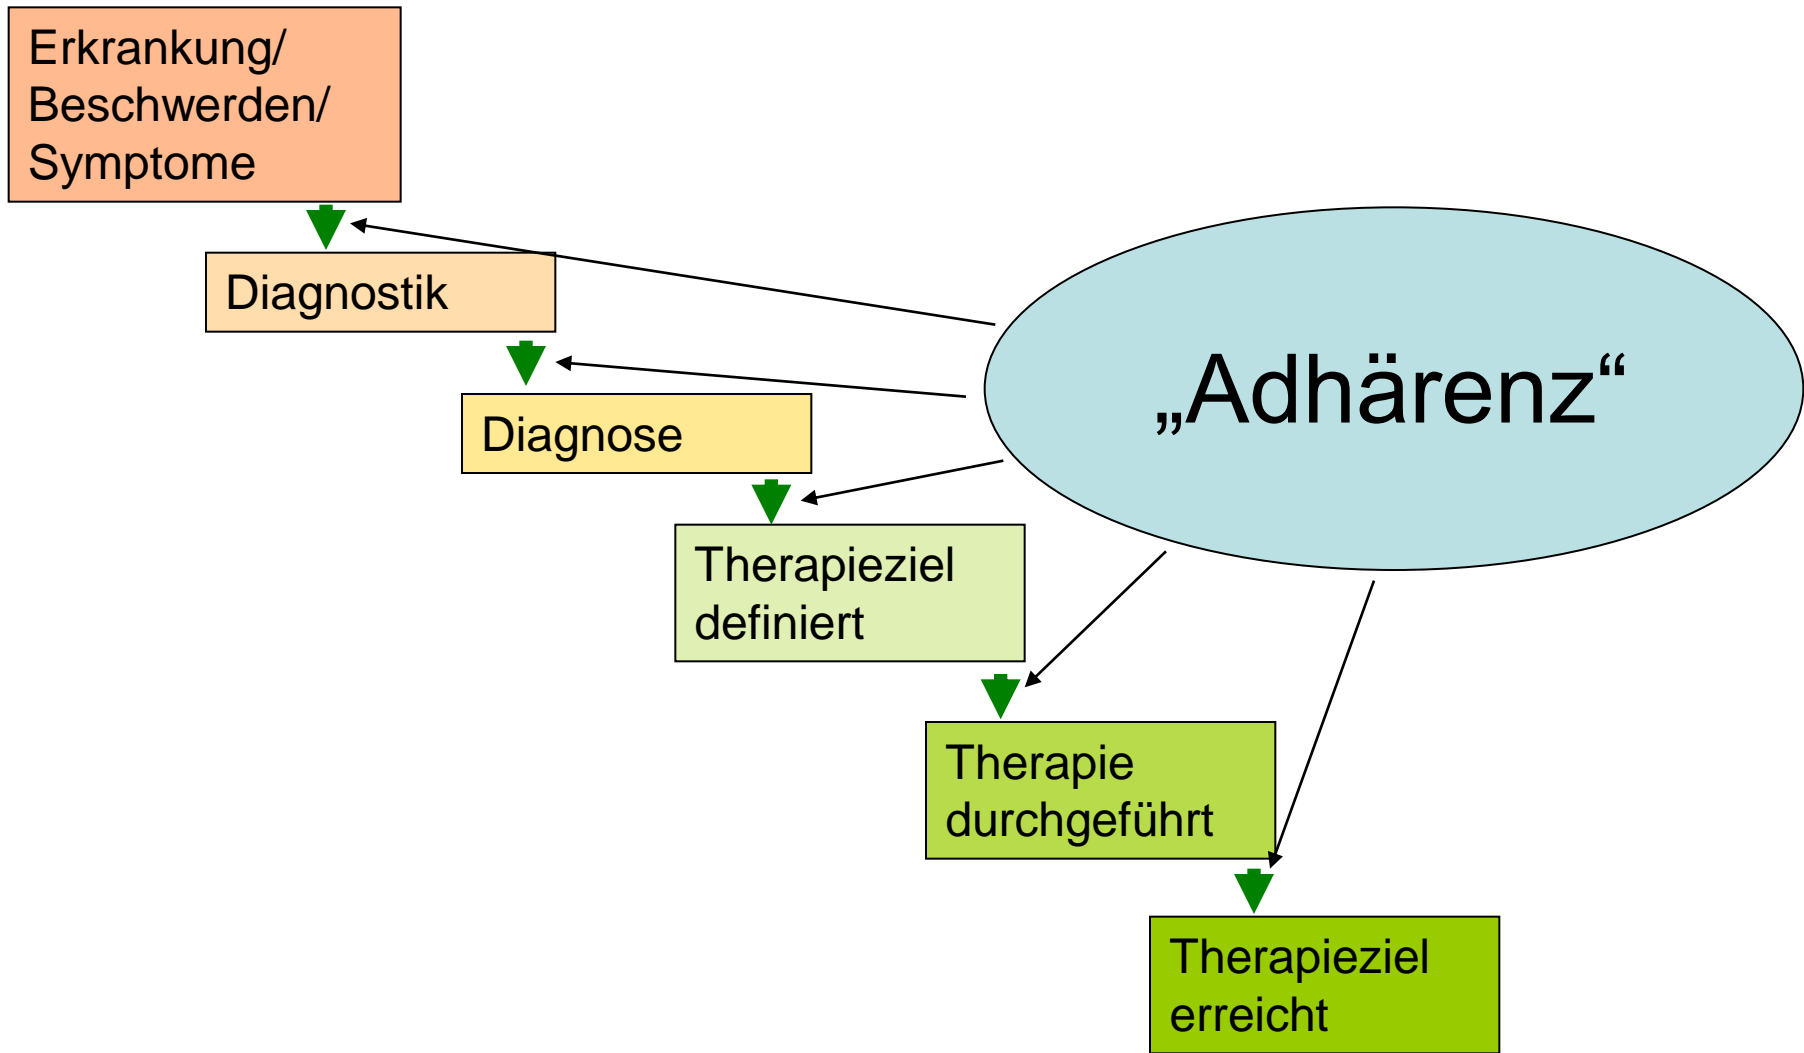 Erkrankung/
Beschwerden/
Symptome
Diagnostik
Diagnose
„Adhärenz“
Therapieziel
definiert
Therapie
durchgeführt
Therapieziel
erreicht